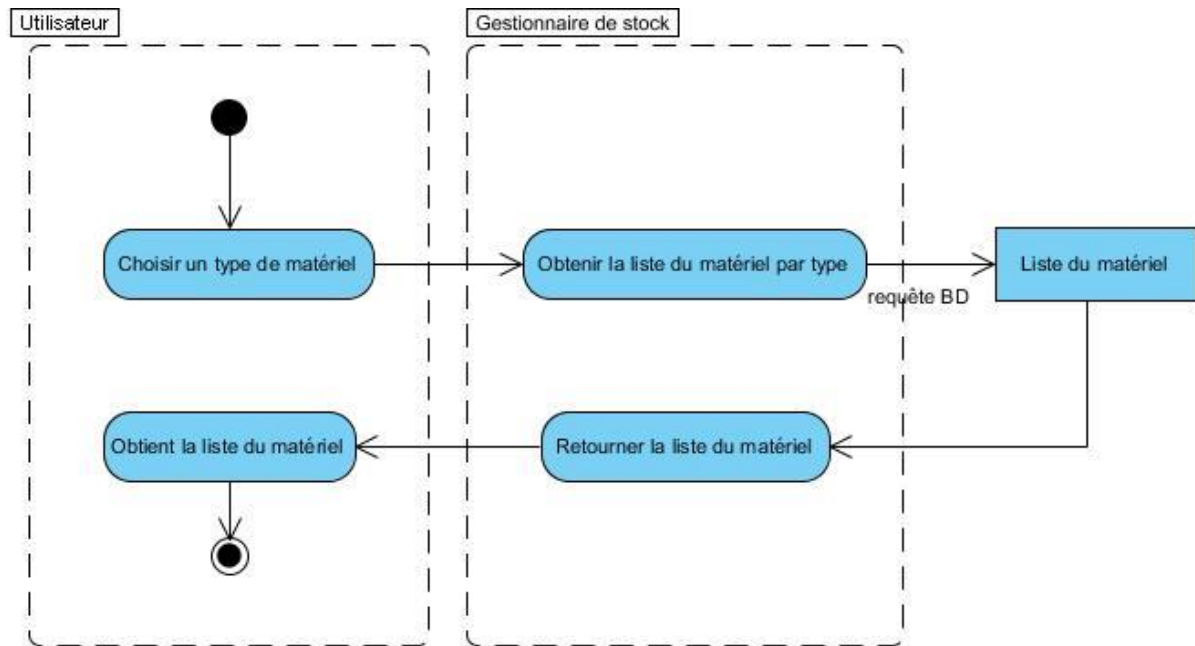 Utilisateur
Gestionnaire de stock
Choisir un type de matériel
Obtenir la liste du matériel par type
requête BD
Liste du matériel
Obtient la liste du matériel
Retourner la liste du matériel